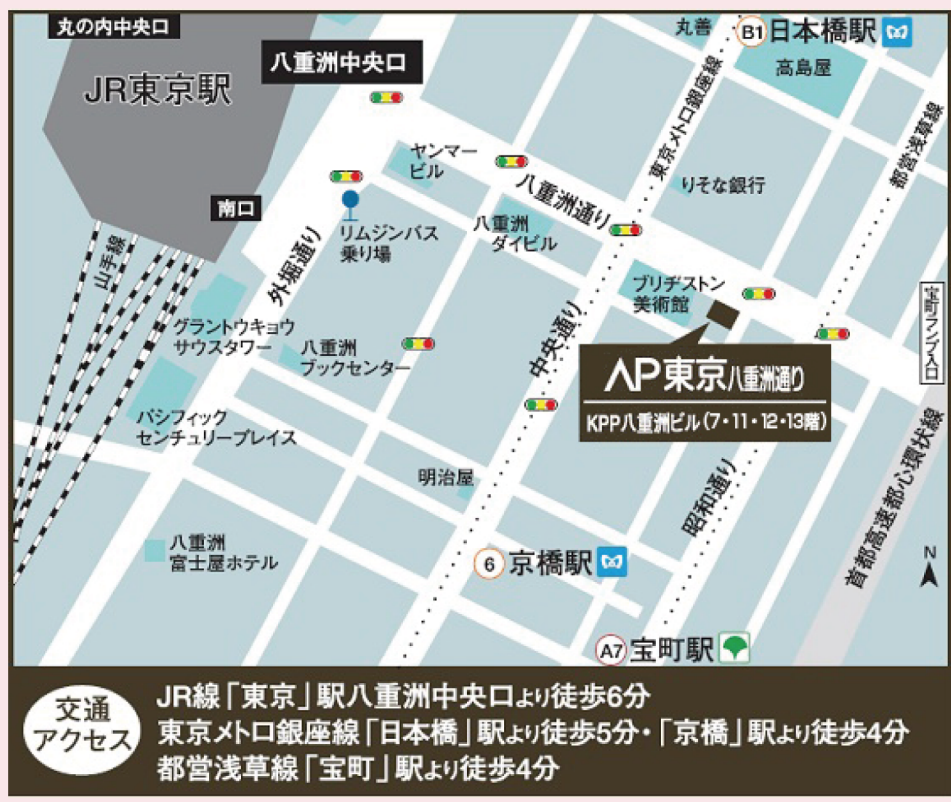 丸の内中央口
JR東京駅
八重洲中央口
丸善
B1 日本橋駅
高島屋
東京メトロ銀座線
都営浅草線
ヤンマー
ビル
八重洲通り
りそな銀行
南口
リムジンバス
乗り場
八重洲
ダイビル
山手線
外堀通り
ブリヂストン
美術館
宝町ランプ入口
グラントウキョウ
サウスタワー
八重洲
ブックセンター
中央通り
AP東京八重洲通り
KPP八重洲ビル(7・11・12・13階)
パシフィック
センチュリープレイス
明治屋
昭和通り
首都高速都心環状線
八重洲
富士屋ホテル
6 京橋駅
N
A7 宝町駅
交通
アクセス
JR線「東京」駅八重洲中央口より徒歩6分
東京メトロ銀座線「日本橋」駅より徒歩5分・「京橋」駅より徒歩4分
都営浅草線「宝町」駅より徒歩4分